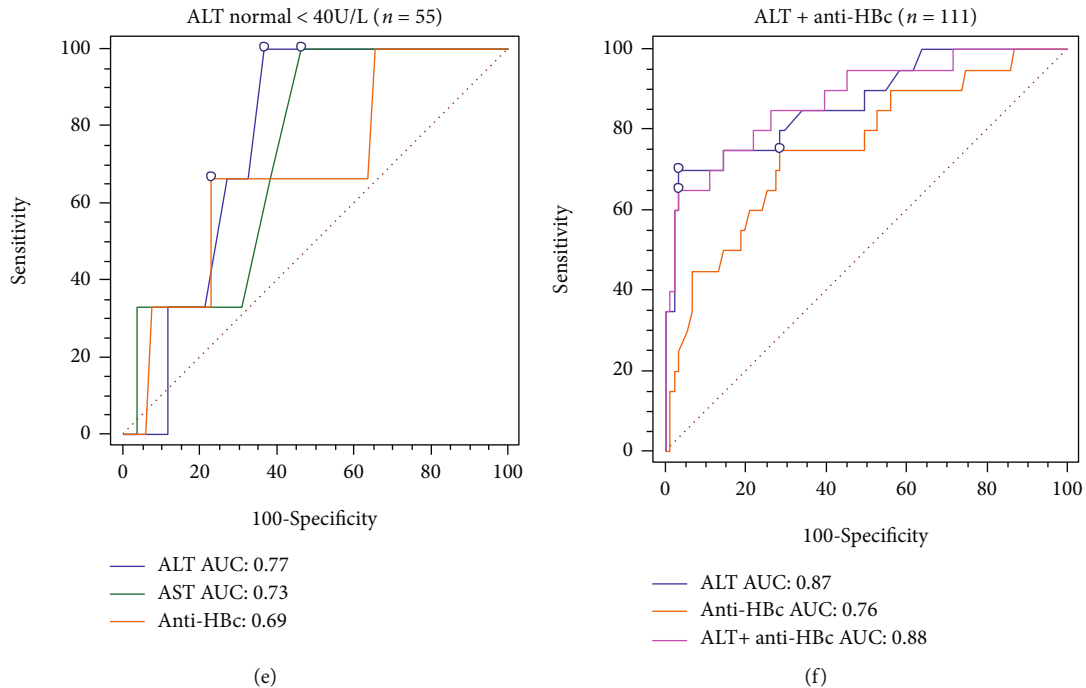 ALT normal < 40U/L (n = 55)
100
80
60
40
20
0
Sensitivity
0 20 40 60 80 100
100-Specificity
ALT AUC: 0.77
AST AUC: 0.73
Anti-HBc: 0.69
(e)
ALT + anti-HBc (n = 111)
100
80
60
40
20
0
Sensitivity
0 20 40 60 80 100
100-Specificity
ALT AUC: 0.87
Anti-HBc AUC: 0.76
ALT+ anti-HBc AUC: 0.88
(f)